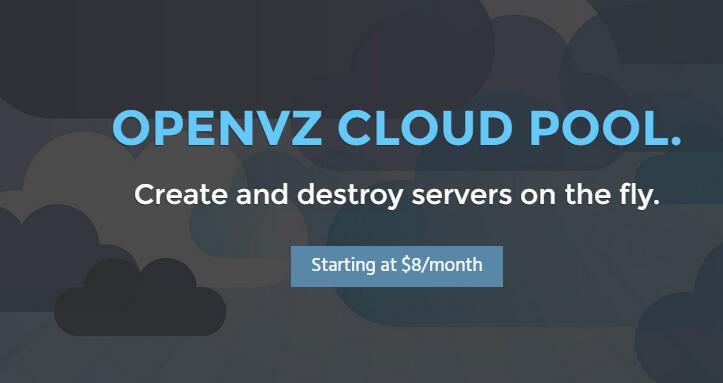 OPENVZ CLOUD POOL.
Create and destroy servers on the fly.
Starting at $8/month